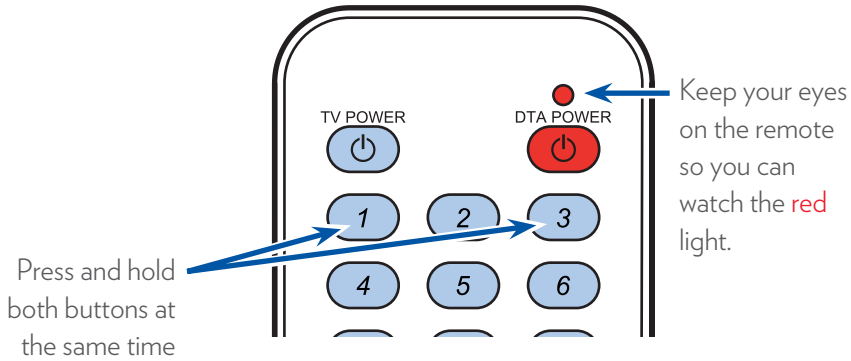 Keep your eyes
on the remote
so you can
watch the red
light.
TV POWER
DTA POWER
1
2
3
4
5
6
Press and hold
both buttons at
the same time